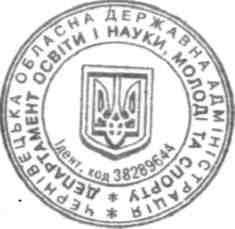 ЧЕРНІВЕЦЬКА ОБЛАСНА ДЕРЖАВНА АДМІНІСТРАЦІЯ *
ДЕПАРТАМЕНТ ОСВІТИ І НАУКИ, МОЛОДІ ТА СПОРТУ *
Ідент. код 38289644